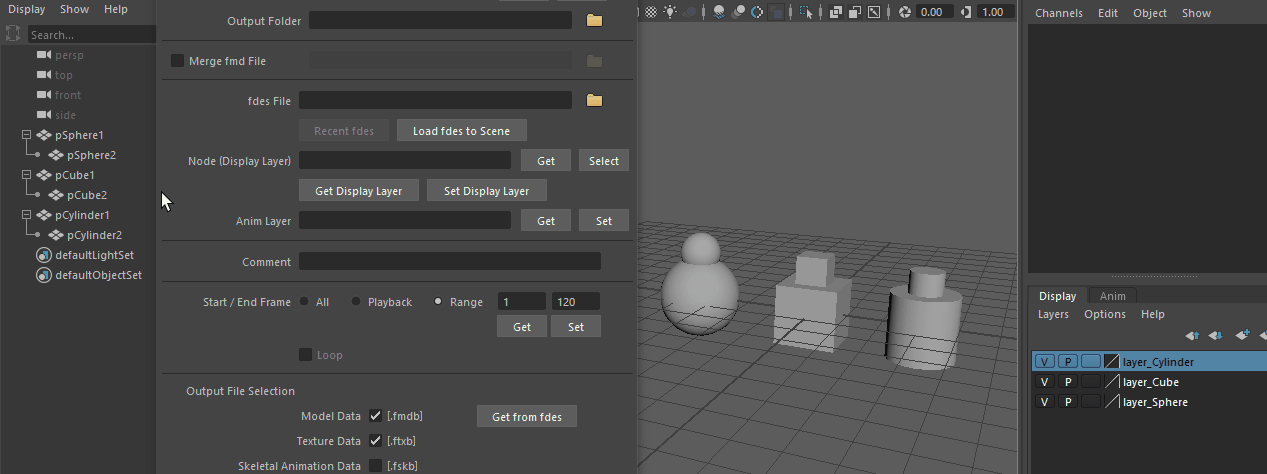 Display Show Help
Search...
persp
top
front
side
pSphere1
pSphere2
pCube1
pCube2
pCylinder1
pCylinder2
defaultLightSet
defaultObjectSet
Output Folder
Merge fmd File
fdes File
Recent fdes Load fdes to Scene
Node (Display Layer) Get Select
Get Display Layer Set Display Layer
Anim Layer Get Set
Comment
Start / End Frame All Playback Range 1 120
Get Set
Loop
Output File Selection
Model Data [.fmdb] Get from fdes
Texture Data [.ftxb]
Skeletal Animation Data [.fskb]
0.00 1.00
Channels Edit Object Show
Display Anim
Layers Options Help
V P layer_Cylinder
V P layer_Cube
V P layer_Sphere